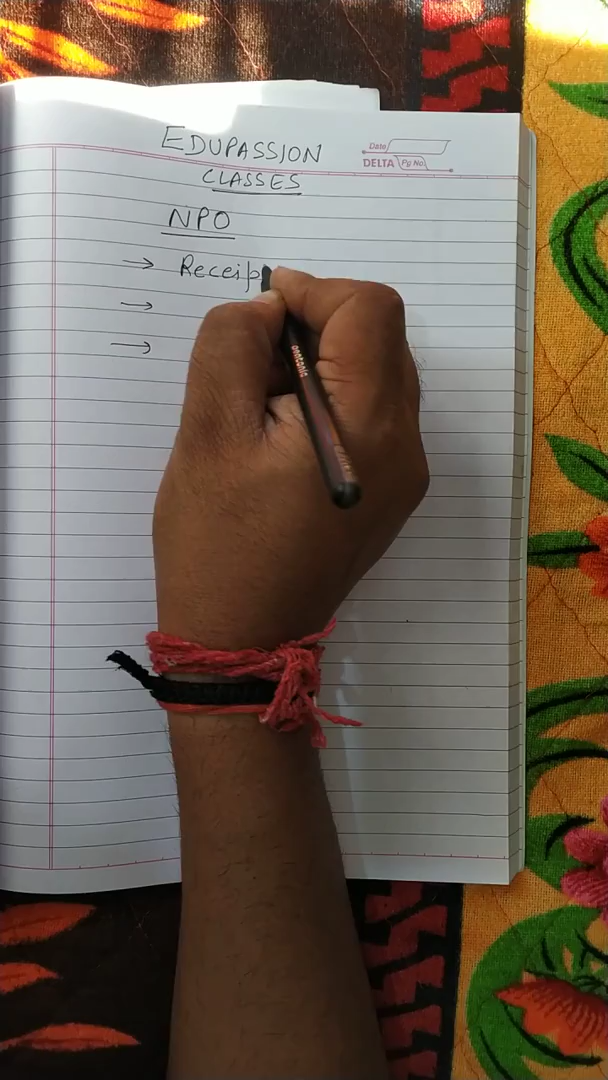 EDUPASSION
CLASSES
Date
DELTA Pg No.
NPO
→ Receip
→
→